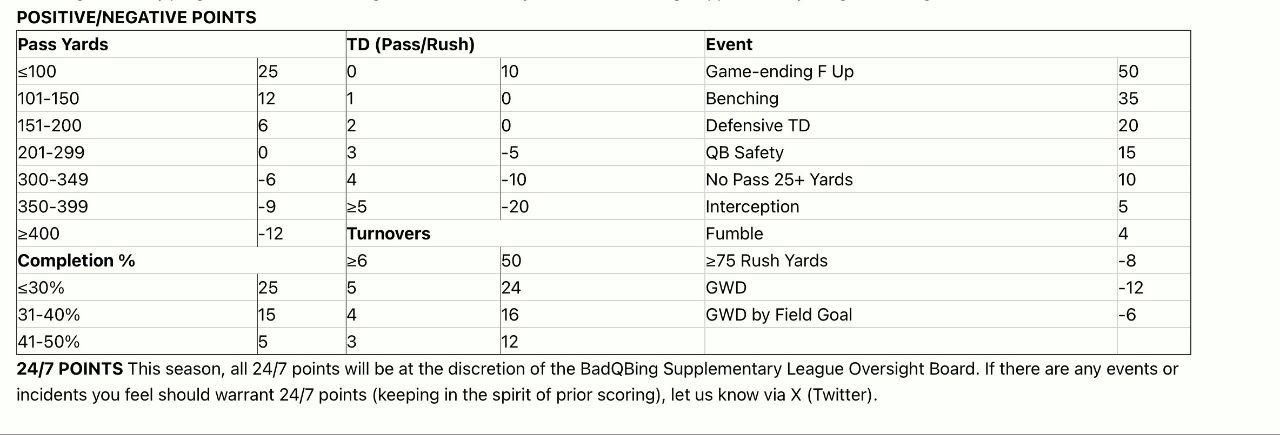 POSITIVE/NEGATIVE POINTS
Pass Yards TD (Pass/Rush) Event
≤100 25 0 10 Game-ending F Up 50
101-150 12 1 0 Benching 35
151-200 6 2 0 Defensive TD 20
201-299 0 3 -5 QB Safety 15
300-349 -6 4 -10 No Pass 25+ Yards 10
350-399 -9 ≥5 -20 Interception 5
≥400 -12 Turnovers Fumble 4
Completion % ≥6 50 ≥75 Rush Yards -8
≤30% 25 5 24 GWD -12
31-40% 15 4 16 GWD by Field Goal -6
41-50% 5 3 12
24/7 POINTS This season, all 24/7 points will be at the discretion of the BadQBing Supplementary League Oversight Board. If there are any events or
incidents you feel should warrant 24/7 points (keeping in the spirit of prior scoring), let us know via X (Twitter).